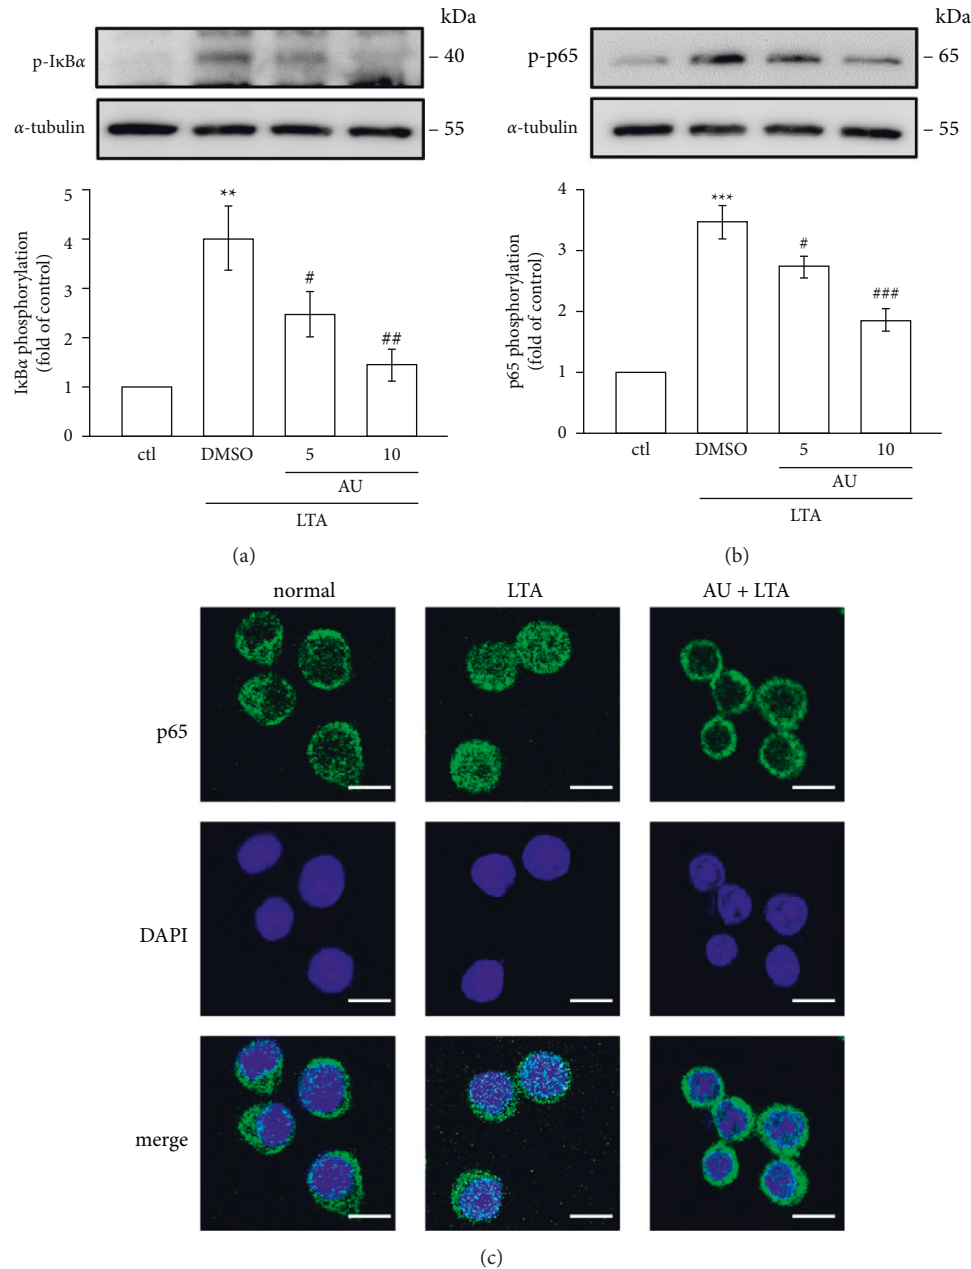 kDa
p-IκBα
– 40
α-tubulin
– 55
IκBα phosphorylation
(fold of control)
5
4
3
2
1
0
**
#
##
ctl
DMSO
5
10
AU
LTA
(a)
kDa
p-p65
– 65
α-tubulin
– 55
p65 phosphorylation
(fold of control)
4
3
2
1
0
***
#
###
ctl
DMSO
5
10
AU
LTA
(b)
normal
LTA
AU + LTA
p65
DAPI
merge
(c)